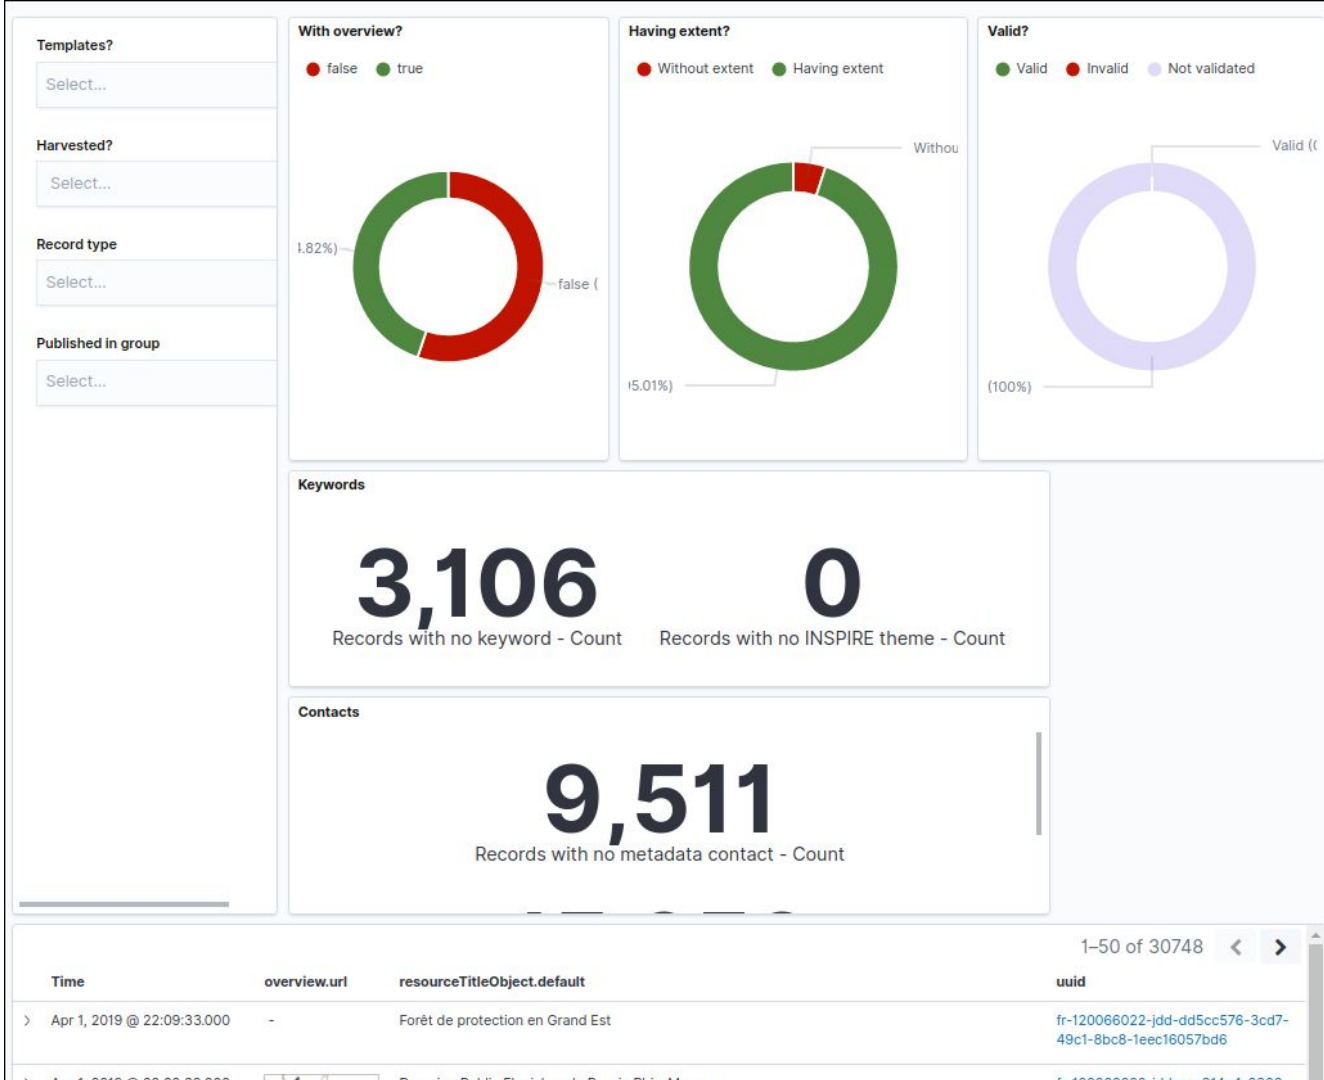 Templates?
Select...
Harvested?
Select...
Record type
Select...
Published in group
Select...
With overview?
false true
.82%)
false (
Having extent?
Without extent Having extent
Withou
5.01%)
Valid?
Valid Invalid Not validated
Valid ((
(100%)
Keywords
3,106 0
Records with no keyword - Count Records with no INSPIRE theme - Count
Contacts
9,511
Records with no metadata contact - Count
1–50 of 30748
Time overview.url resourceTitleObject.default uuid
Apr 1, 2019 @ 22:09:33.000 - Forêt de protection en Grand Est fr-120066022-jdd-dd5cc576-3cd7-
49c1-8bc8-1eec16057bd6